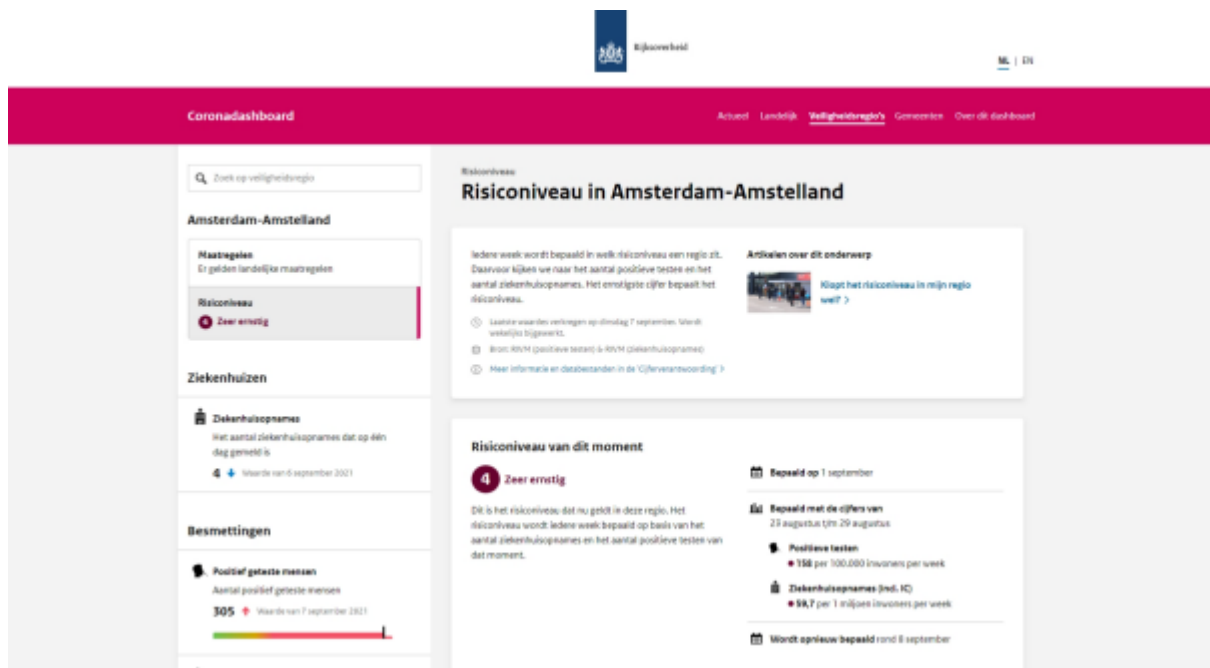 Rijksoverheid
NL | EN
Coronadashboard
Actueel Landelijk Veiligheidsregio's Gemeenten Over dit dashboard
Zoek op veiligheidsregio
Amsterdam-Amstelland
Maatregelen
Er gelden landelijke maatregelen
Risiconiveau
4 Zeer ernstig
Ziekenhuizen
Ziekenhuisopnames
Het aantal ziekenhuisopnames dat op één
dag gemeld is
4 Waarde van 6 september 2021
Besmettingen
Positief geteste mensen
Aantal positief geteste mensen
305 Waarde van 7 september 2021
Risiconiveau
Risiconiveau in Amsterdam-Amstelland
Iedere week wordt bepaald in welk risiconiveau een regio zit.
Daarvoor kijken we naar het aantal positieve testen en het
aantal ziekenhuisopnames. Het ernstigste cijfer bepaalt het
risiconiveau.
Laatste waardes verkregen op dinsdag 7 september. Wordt
wekelijks bijgewerkt.
Bron: RIVM (positieve testen) & RIVM (ziekenhuisopnames)
Meer informatie en databestanden in de 'Cijferverantwoording' >
Artikelen over dit onderwerp
Klopt het risiconiveau in mijn regio
wel? >
Risiconiveau van dit moment
4 Zeer ernstig
Dit is het risiconiveau dat nu geldt in deze regio. Het
risiconiveau wordt iedere week bepaald op basis van het
aantal ziekenhuisopnames en het aantal positieve testen van
dat moment.
Bepaald op 1 september
Bepaald met de cijfers van
23 augustus t/m 29 augustus
Positieve testen
158 per 100.000 inwoners per week
Ziekenhuisopnames (incl. IC)
59,7 per 1 miljoen inwoners per week
Wordt opnieuw bepaald rond 8 september